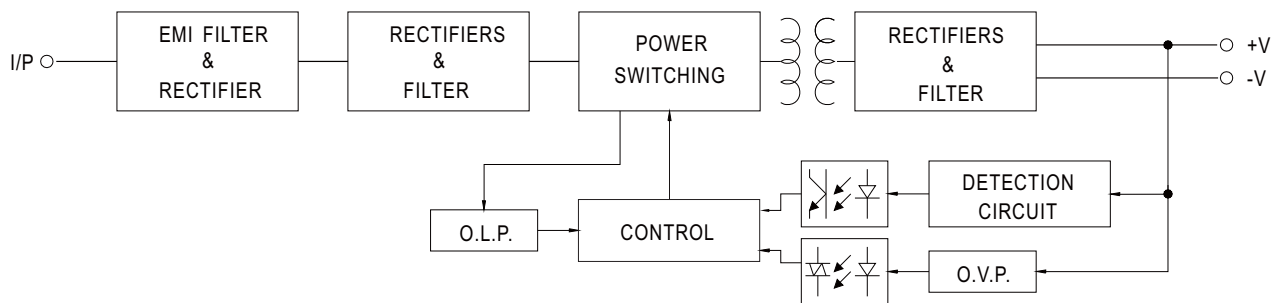 I/P
EMI FILTER
&
RECTIFIER
RECTIFIERS
&
FILTER
POWER
SWITCHING
RECTIFIERS
&
FILTER
+V
-V
O.L.P.
CONTROL
DETECTION
CIRCUIT
O.V.P.